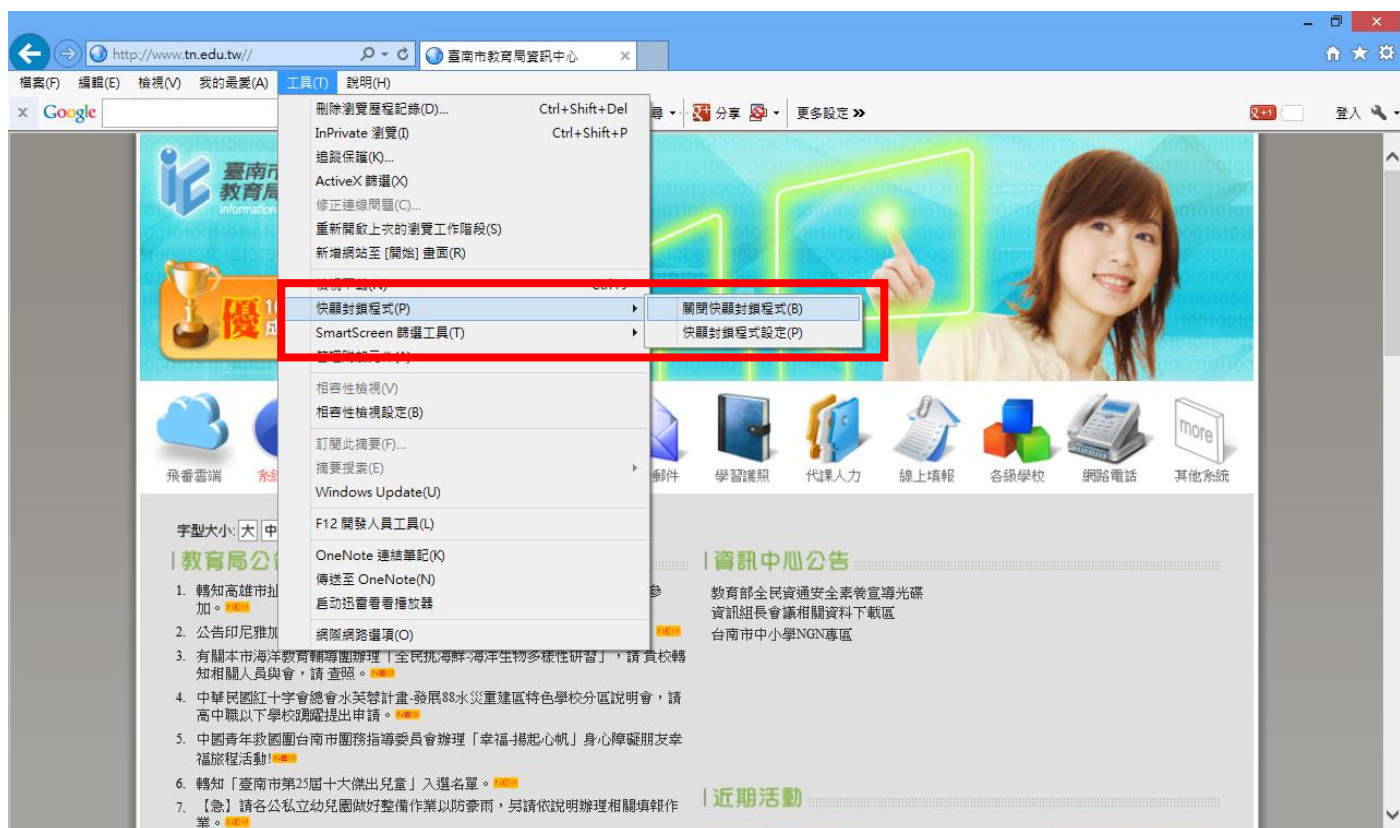 http://www.tn.edu.tw//
臺南市教育局資訊中心
檔案(F) 編輯(E) 檢視(V) 我的最愛(A) 工具(T) 說明(H)
x Google
尋
分享
更多設定 »
+1
登入
刪除瀏覽歷程記錄(D)... Ctrl+Shift+Del
InPrivate 瀏覽(I) Ctrl+Shift+P
追蹤保護(K)...
ActiveX 篩選(X)
修正連線問題(C)...
重新開啟上次的瀏覽工作階段(S)
新增網站至 [開始] 畫面(R)
快顯封鎖程式(P)
關閉快顯封鎖程式(B)
SmartScreen 篩選工具(T)
快顯封鎖程式設定(P)
相容性檢視(V)
相容性檢視設定(B)
訂閱此摘要(F)...
摘要搜索(E)
Windows Update(U)
F12 開發人員工具(L)
OneNote 連結筆記(K)
傳送至 OneNote(N)
启动迅雷看看播放器
網際網路選項(O)
臺南市
教育局
Information
優
飛番雲端
郵件
學習護照
代課人力
線上填報
各級學校
網路電話
more
其他系統
字型大小: 大 中
教育局公告
1. 轉知高雄市
參
加。NEW
2. 公告印尼雅加
NEW
3. 有關本市海洋教育輔導團辦理「全民挑海鮮-海洋生物多樣性研習」，請 貴校轉
知相關人員與會，請 查照。NEW
4. 中華民國紅十字會總會水芙蓉計畫-發展88水災重建區特色學校分區說明會，請
高中職以下學校踴躍提出申請。NEW
5. 中國青年救國團台南市團務指導委員會辦理「幸福-揚起心帆」身心障礙朋友幸
福旅程活動!NEW
6. 轉知「臺南市第25屆十大傑出兒童」入選名單。NEW
7. 【急】請各公私立幼兒園做好整備作業以防豪雨，另請依說明辦理相關填報作
業。NEW
資訊中心公告
教育部全民資通安全素養宣導光碟
資訊組長會議相關資料下載區
台南市中小學NGN專區
近期活動